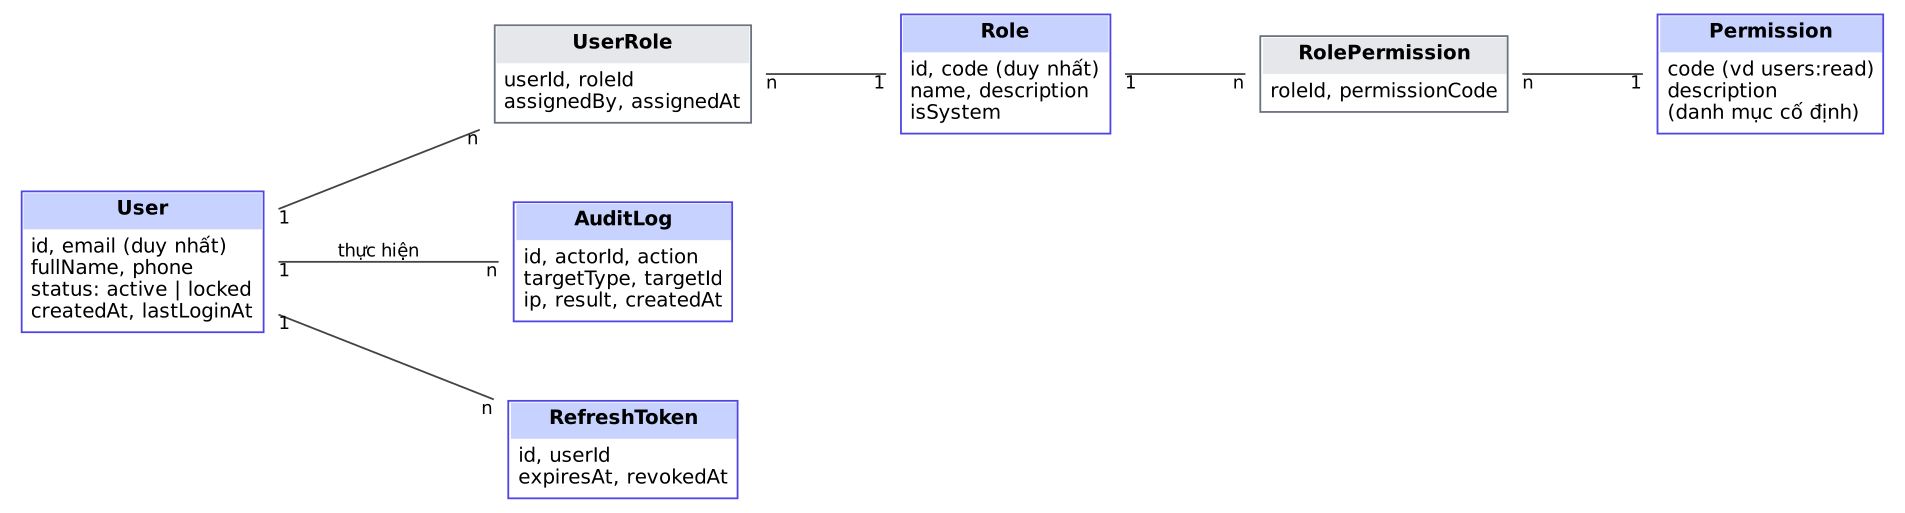 UserRole
userId, roleId
assignedBy, assignedAt
n
1
Role
id, code (duy nhất)
name, description
isSystem
1
n
RolePermission
roleId, permissionCode
n
1
Permission
code (vd users:read)
description
(danh mục cố định)
n
1
User
id, email (duy nhất)
fullName, phone
status: active | locked
createdAt, lastLoginAt
thực hiện
1
n
AuditLog
id, actorId, action
targetType, targetId
ip, result, createdAt
1
n
RefreshToken
id, userId
expiresAt, revokedAt